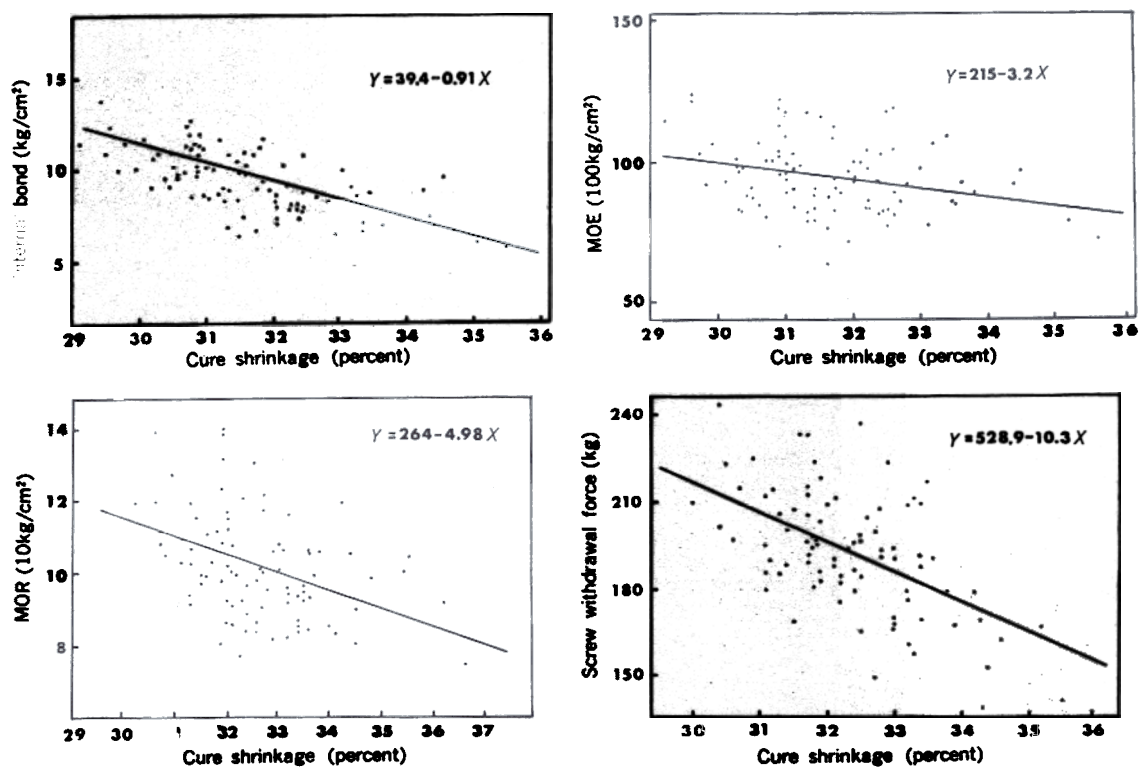 Y=39.4-0.91X
15
10
5
bond (kg/cm²)
29 30 31 32 33 34 35 36
Cure shrinkage (percent)
Y=215-3.2X
150
100
50
MOE (100kg/cm²)
29 30 31 32 33 34 35 36
Cure shrinkage (percent)
Y=264-4.98X
14
12
10
8
MOR (10kg/cm²)
29 30 32 33 34 35 36 37
Cure shrinkage (percent)
Y=528.9-10.3X
240
210
180
150
Screw withdrawal force (kg)
30 31 32 33 34 35 36
Cure shrinkage (percent)